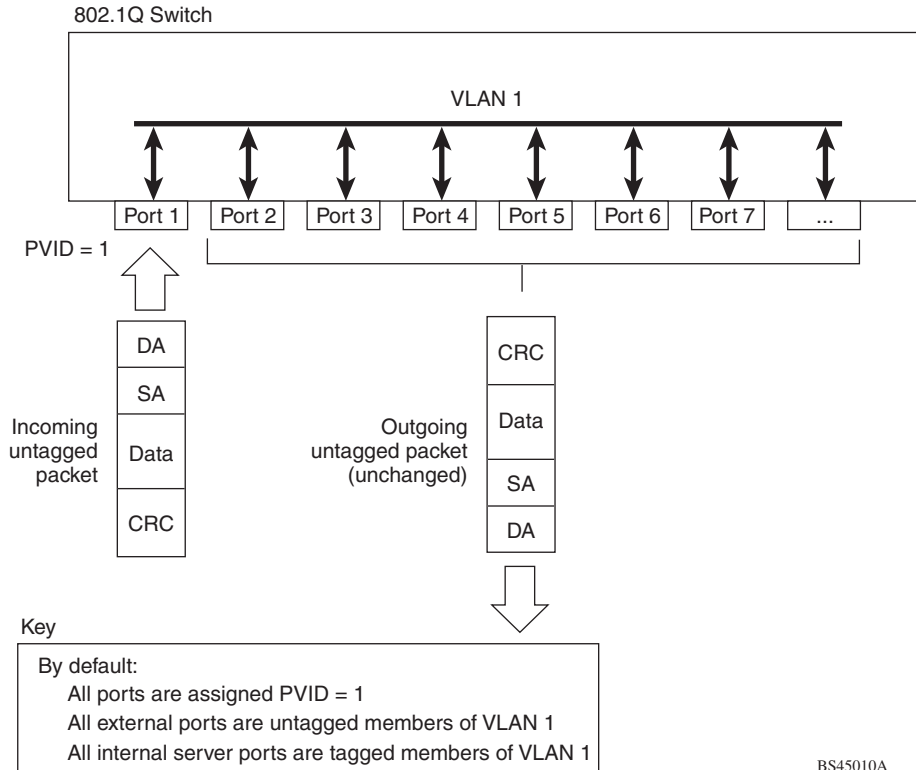 802.1Q Switch
VLAN 1
Port 1
Port 2
Port 3
Port 4
Port 5
Port 6
Port 7
...
PVID = 1
Incoming
untagged
packet
DA
SA
Data
CRC
Outgoing
untagged packet
(unchanged)
CRC
Data
SA
DA
Key
By default:
All ports are assigned PVID = 1
All external ports are untagged members of VLAN 1
All internal server ports are tagged members of VLAN 1
BS45010A